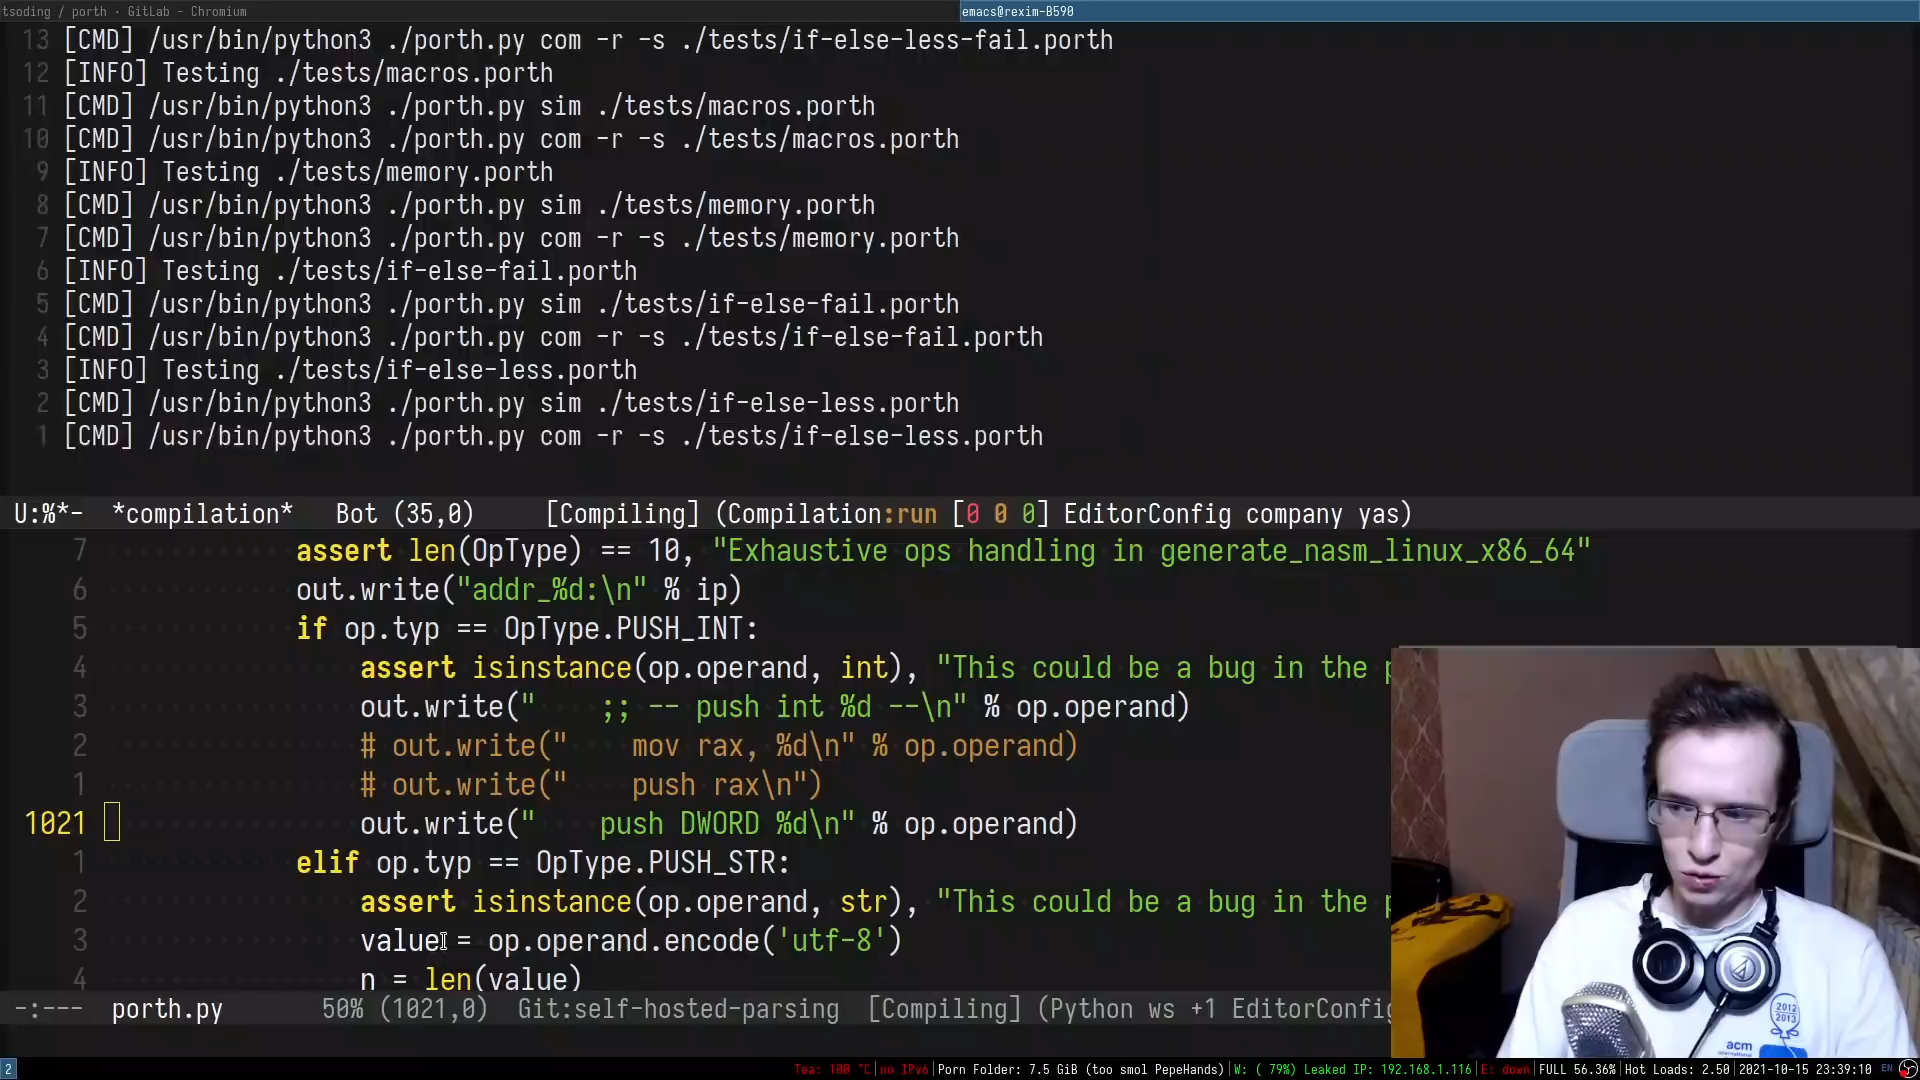 tsoding / porth · GitLab - Chromium
emacs@rexim-B590
13 [CMD] /usr/bin/python3 ./porth.py com -r -s ./tests/if-else-less-fail.porth
12 [INFO] Testing ./tests/macros.porth
11 [CMD] /usr/bin/python3 ./porth.py sim ./tests/macros.porth
10 [CMD] /usr/bin/python3 ./porth.py com -r -s ./tests/macros.porth
9 [INFO] Testing ./tests/memory.porth
8 [CMD] /usr/bin/python3 ./porth.py sim ./tests/memory.porth
7 [CMD] /usr/bin/python3 ./porth.py com -r -s ./tests/memory.porth
6 [INFO] Testing ./tests/if-else-fail.porth
5 [CMD] /usr/bin/python3 ./porth.py sim ./tests/if-else-fail.porth
4 [CMD] /usr/bin/python3 ./porth.py com -r -s ./tests/if-else-fail.porth
3 [INFO] Testing ./tests/if-else-less.porth
2 [CMD] /usr/bin/python3 ./porth.py sim ./tests/if-else-less.porth
1 [CMD] /usr/bin/python3 ./porth.py com -r -s ./tests/if-else-less.porth
U:%*- *compilation* Bot (35,0) [Compiling] (Compilation:run [0 0 0] EditorConfig company yas)
7 assert len(OpType) == 10, "Exhaustive ops handling in generate_nasm_linux_x86_64"
6 out.write("addr_%d:\n" % ip)
5 if op.typ == OpType.PUSH_INT:
4 assert isinstance(op.operand, int), "This could be a bug in the p
3 out.write("    ;; -- push int %d --\n" % op.operand)
2 # out.write("    mov rax, %d\n" % op.operand)
1 # out.write("    push rax\n")
1021 out.write("    push DWORD %d\n" % op.operand)
1 elif op.typ == OpType.PUSH_STR:
2 assert isinstance(op.operand, str), "This could be a bug in the p
3 value = op.operand.encode('utf-8')
4 n = len(value)
-:--- porth.py 50% (1021,0) Git:self-hosted-parsing [Compiling] (Python ws +1 EditorConfig
2012
2013
acm
2 Tea: 100 °C|no IPv6|Porn Folder: 7.5 GiB (too smol PepeHands)|W: ( 79%) Leaked IP: 192.168.1.116|E: down|FULL 56.36%|Hot Loads: 2.50|2021-10-15 23:39:10 EN